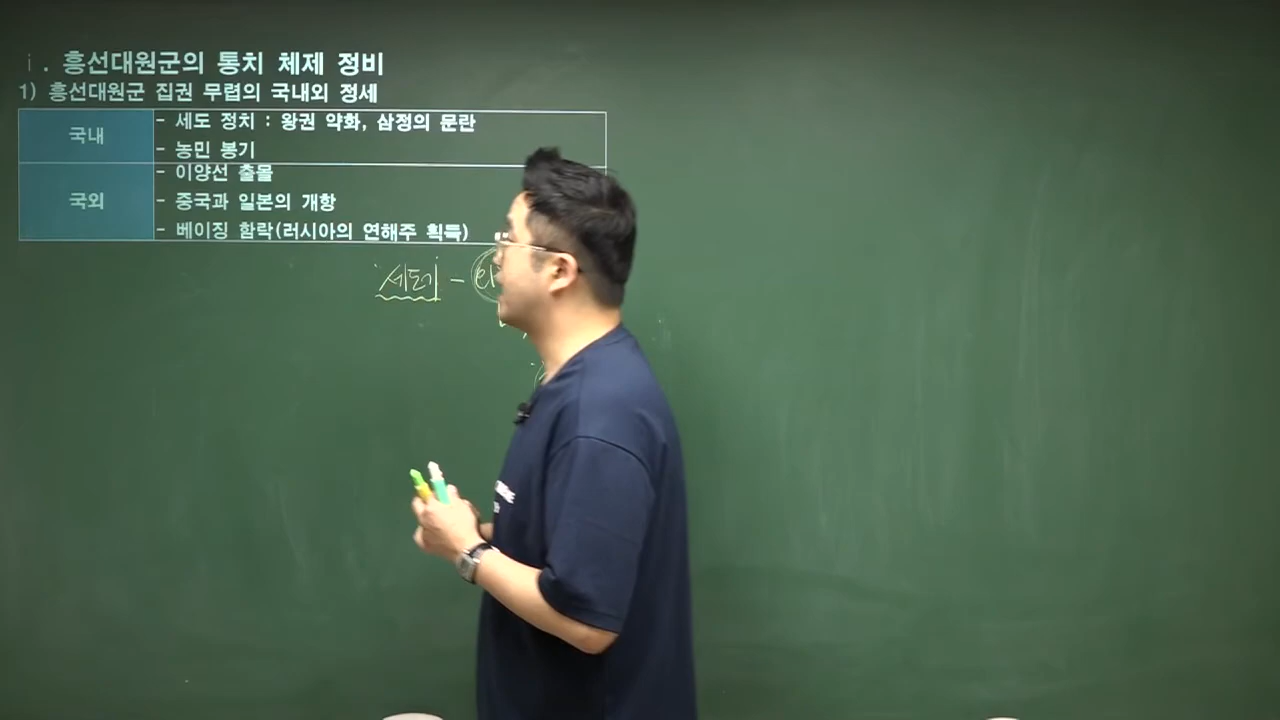 i. 흥선대원군의 통치 체제 정비
1) 흥선대원군 집권 무렵의 국내외 정세
국내
- 세도 정치 : 왕권 약화, 삼정의 문란
- 농민 봉기
국외
- 이양선 출몰
- 중국과 일본의 개항
- 베이징 함락(러시아의 연해주 획득)
세도가 -